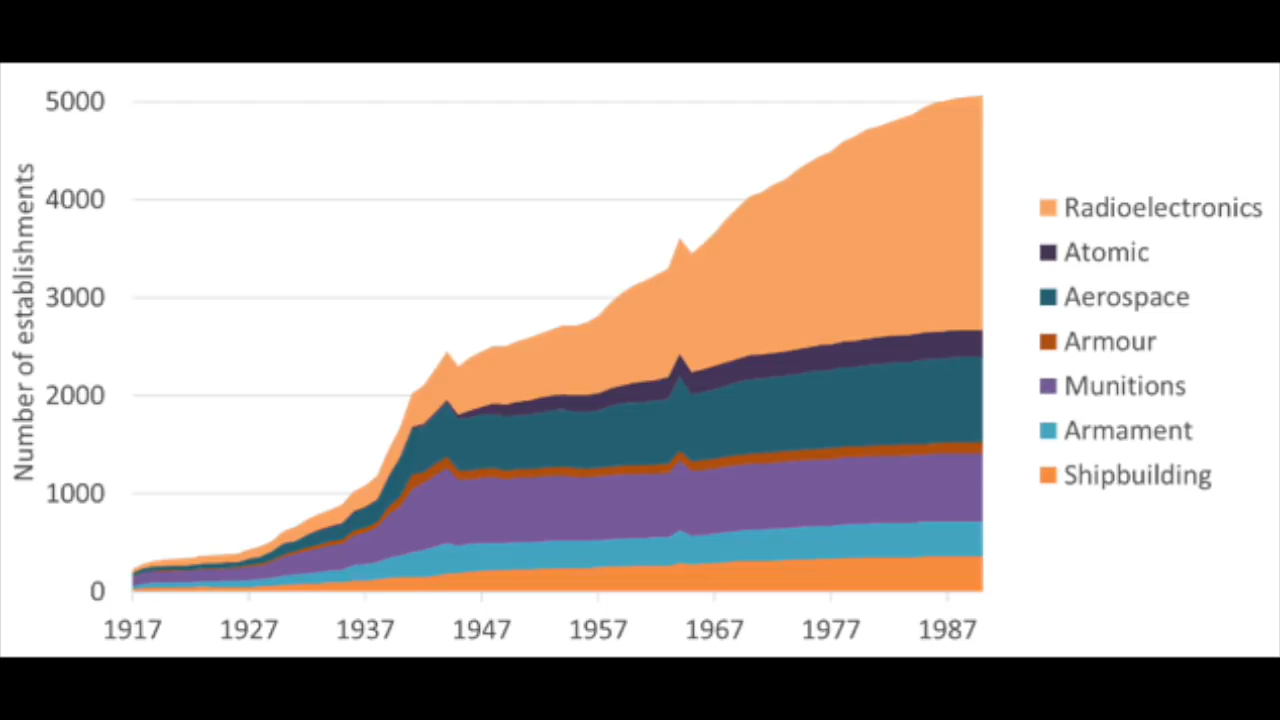 Number of establishments
5000
4000
3000
2000
1000
0
1917 1927 1937 1947 1957 1967 1977 1987
Radioelectronics
Atomic
Aerospace
Armour
Munitions
Armament
Shipbuilding